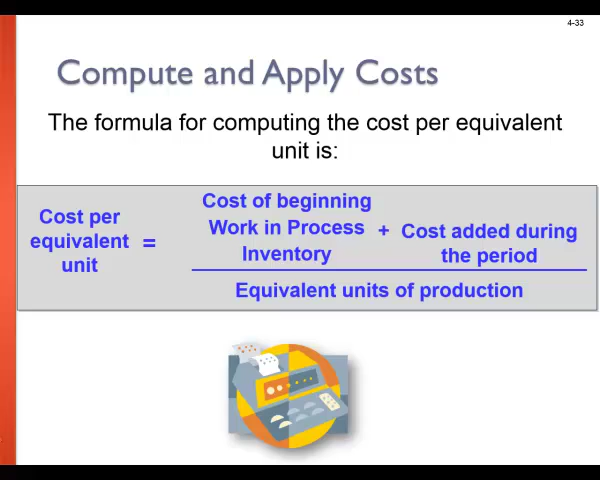 4-33
Compute and Apply Costs
The formula for computing the cost per equivalent
unit is:
Cost per
equivalent
unit
=
Cost of beginning
Work in Process
Inventory
+
Cost added during
the period
Equivalent units of production